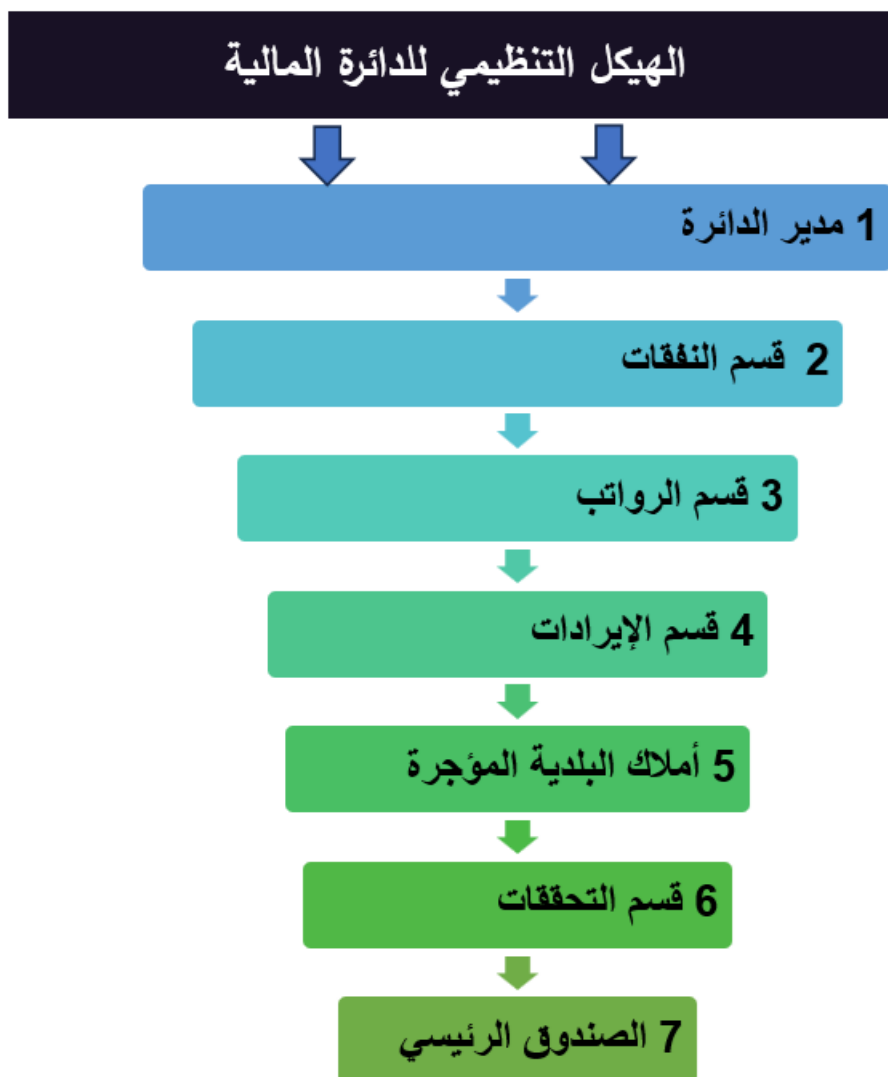 الهيكل التنظيمي للدائرة المالية
1 مدير الدائرة
2 قسم النفقات
3 قسم الرواتب
4 قسم الإيرادات
5 أملاك البلدية المؤجرة
6 قسم التحققات
7 الصندوق الرئيسي